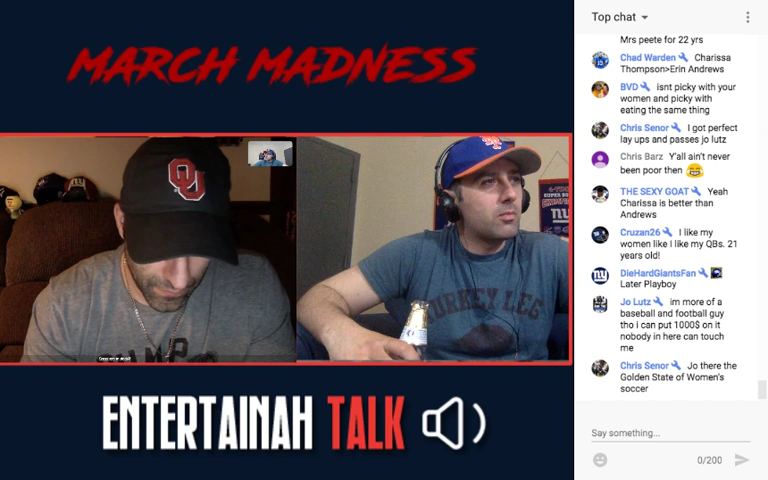 MARCH MADNESS
OU
TURKEY LEG
ENTERTAINAH TALK
Top chat
Mrs peete for 22 yrs
Chad Warden Charissa
Thompson>Erin Andrews
BVD isnt picky with your
women and picky with
eating the same thing
Chris Senor I got perfect
lay ups and passes jo lutz
Chris Barz Y'all ain't never
been poor then 😂
THE SEXY GOAT Yeah
Charissa is better than
Andrews
Cruzan26 I like my
women like I like my QBs. 21
years old!
DieHardGiantsFan
Later Playboy
Jo Lutz im more of a
baseball and football guy
tho i can put 1000$ on it
nobody in here can touch
me
Chris Senor Jo there the
Golden State of Women's
soccer
Say something...
0/200